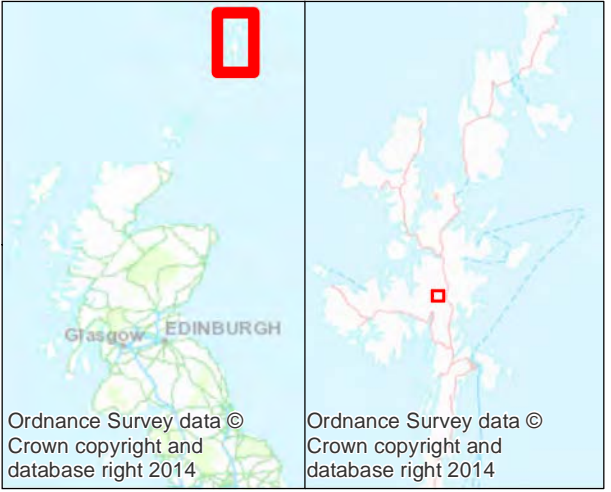 Glasgow
EDINBURGH
Ordnance Survey data ©
Crown copyright and
database right 2014
Ordnance Survey data ©
Crown copyright and
database right 2014